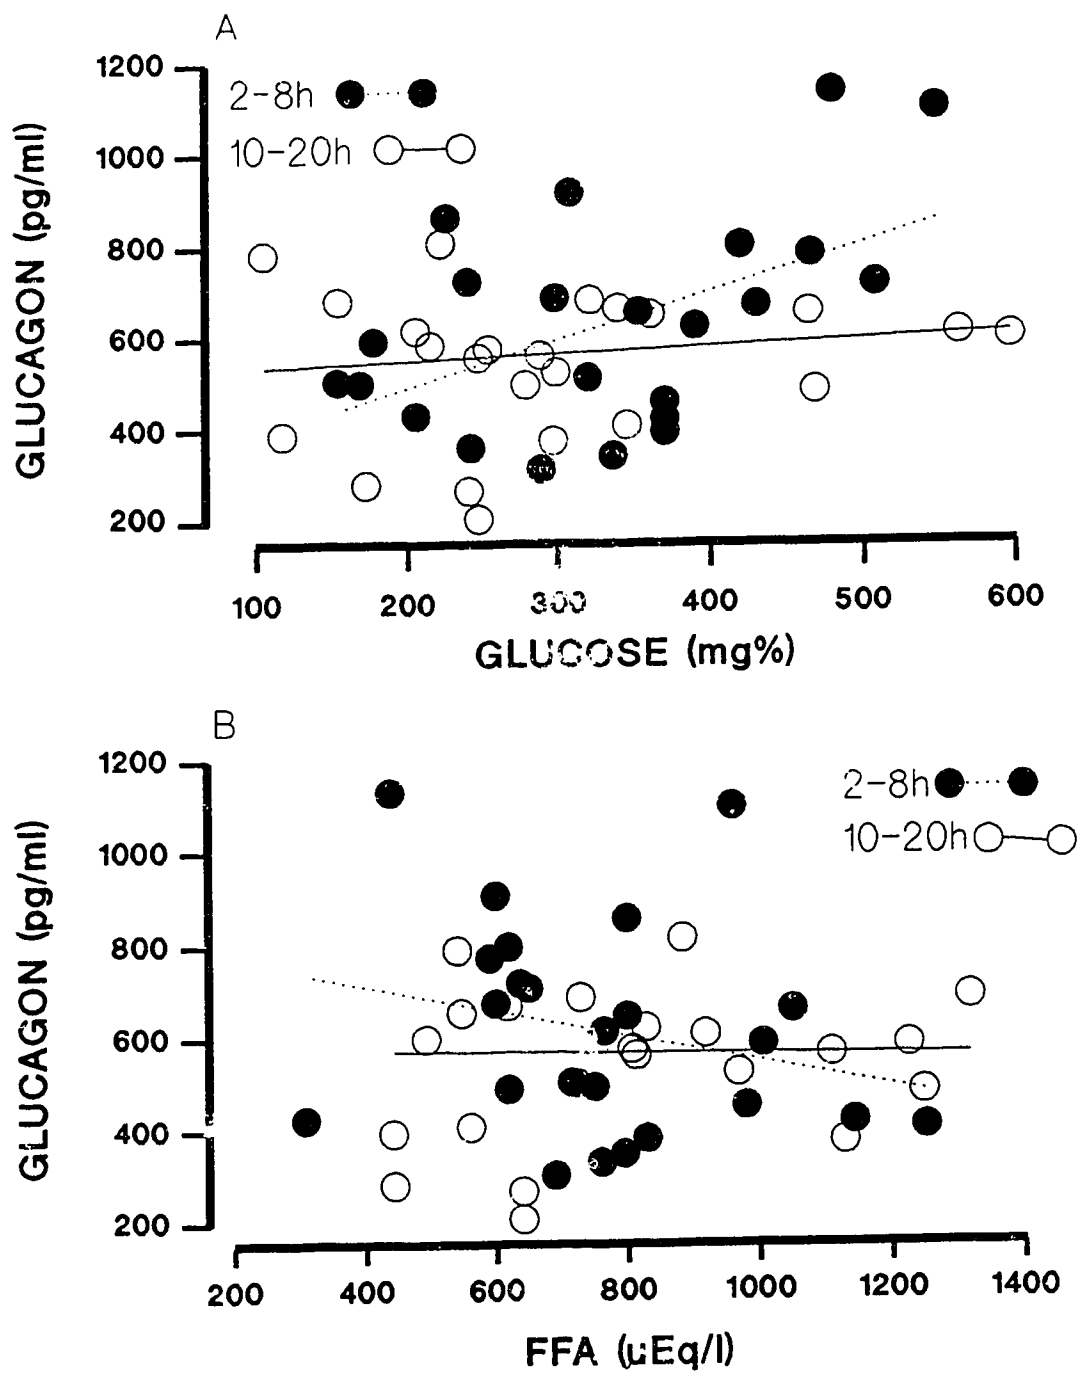 A
1200
2-8h
10-20h
1000
800
600
400
200
GLUCAGON (pg/ml)
100 200 300 400 500 600
GLUCOSE (mg%)
B
1200
2-8h
10-20h
1000
800
600
400
200
GLUCAGON (pg/ml)
200 400 600 800 1000 1200 1400
FFA (µEq/l)